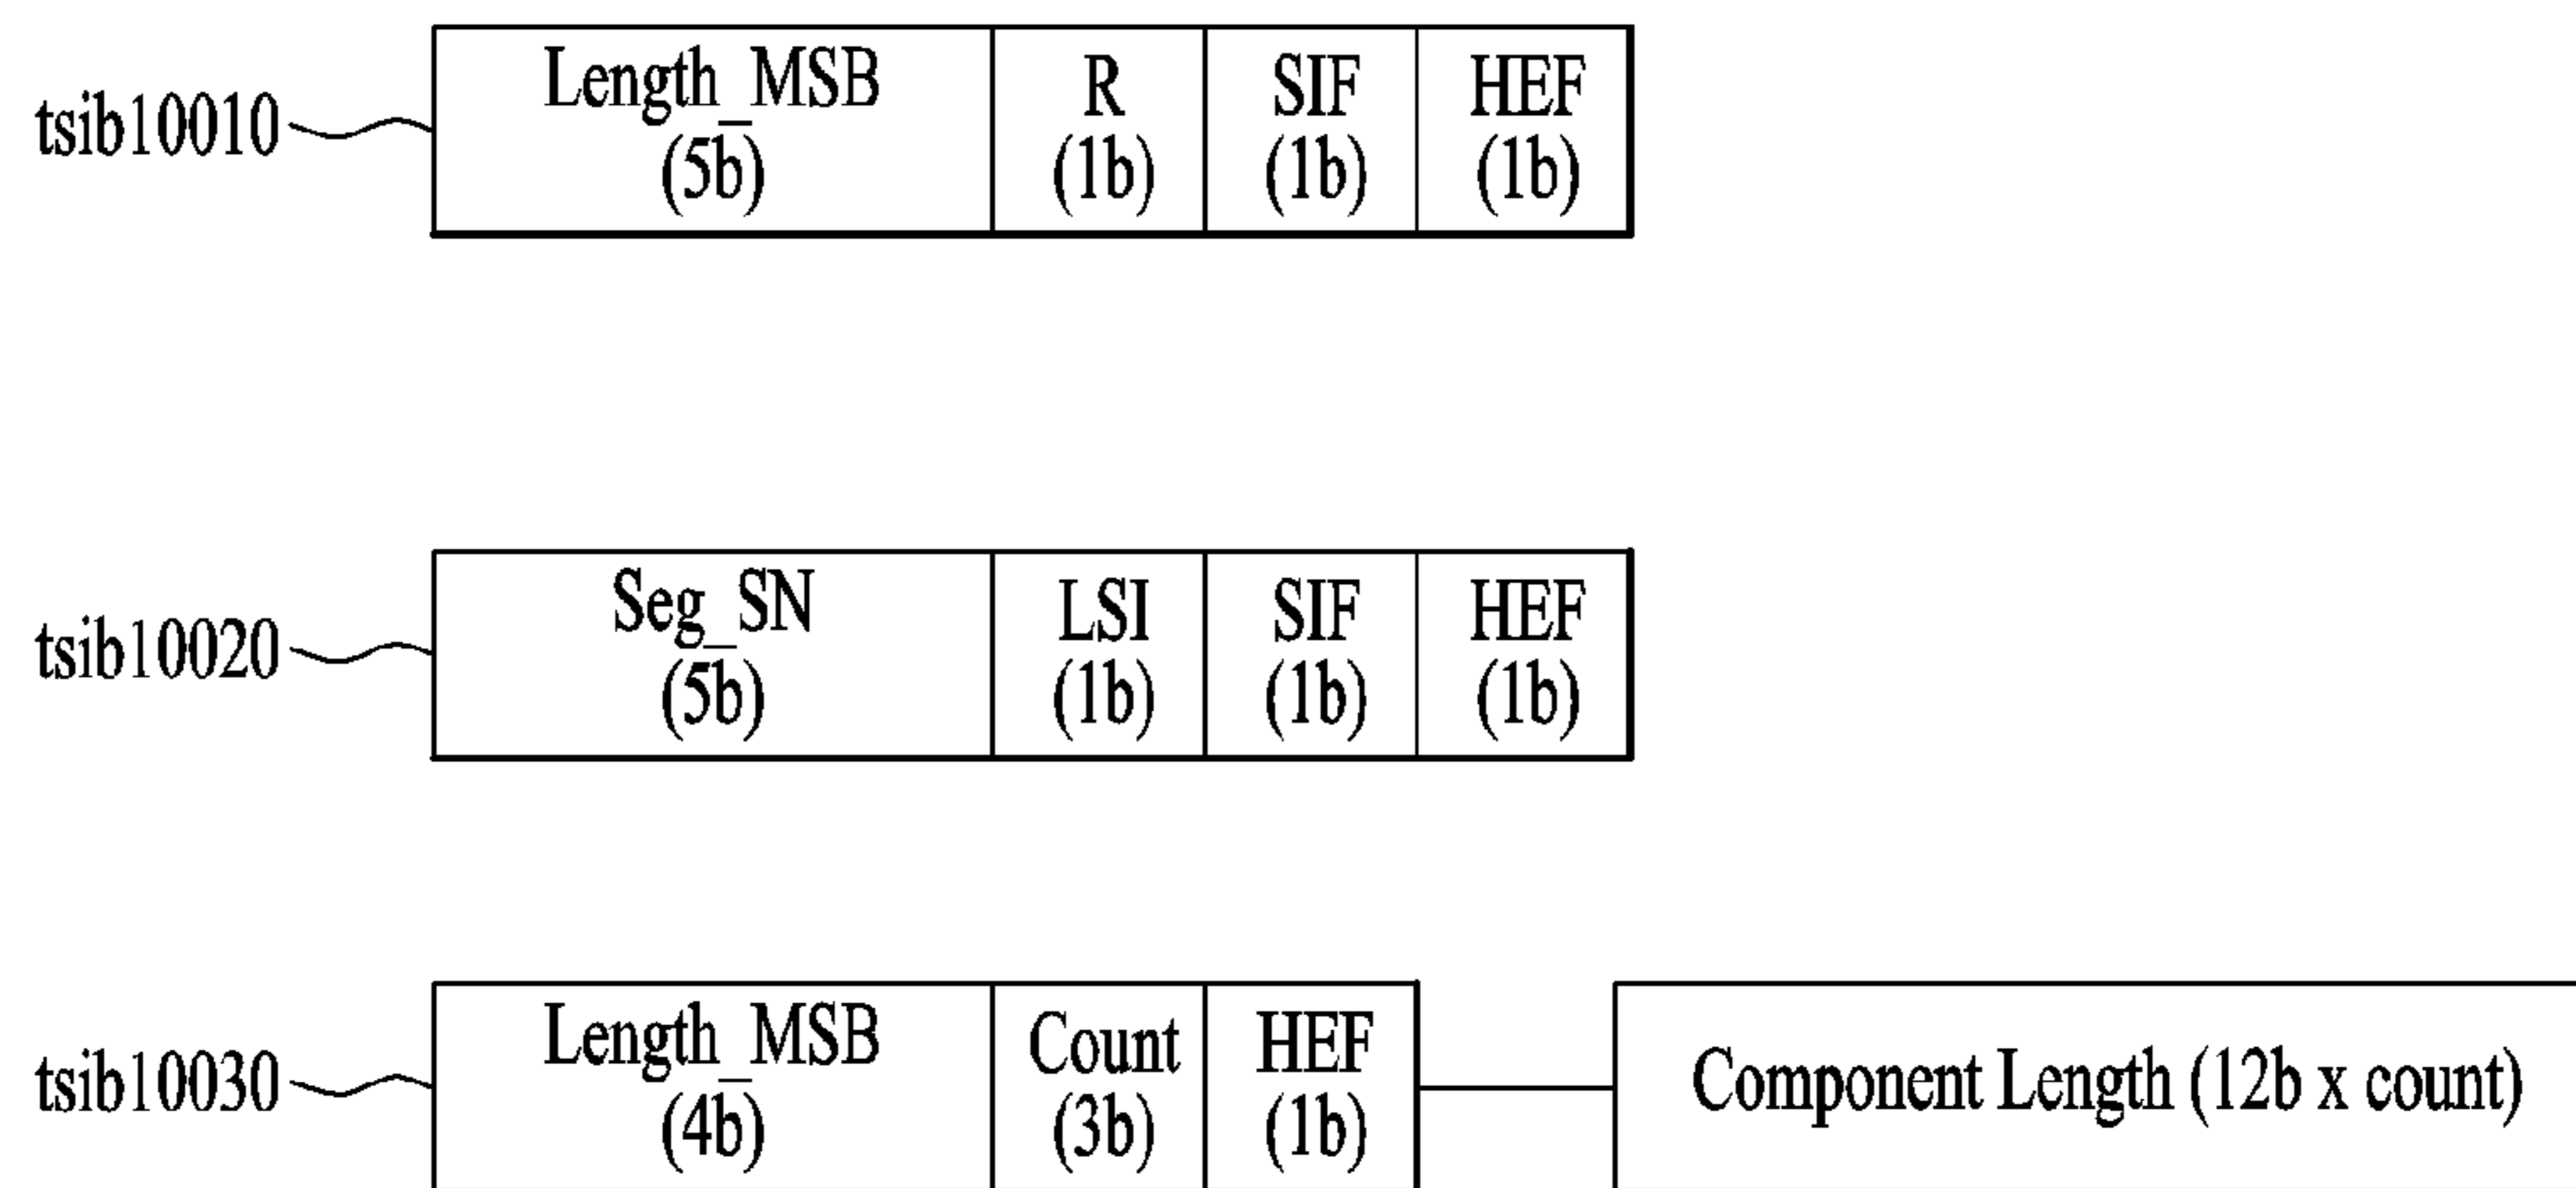 tsib10010
Length_MSB
(5b)
R
(1b)
SIF
(1b)
HEF
(1b)
tsib10020
Seg_SN
(5b)
LSI
(1b)
SIF
(1b)
HEF
(1b)
tsib10030
Length_MSB
(4b)
Count
(3b)
HEF
(1b)
Component Length (12b x count)